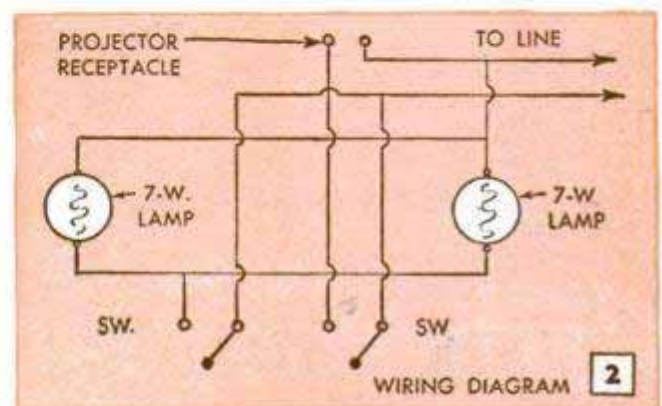 PROJECTOR
RECEPTACLE
TO LINE
7-W.
LAMP
7-W
LAMP
SW.
SW
WIRING DIAGRAM 2